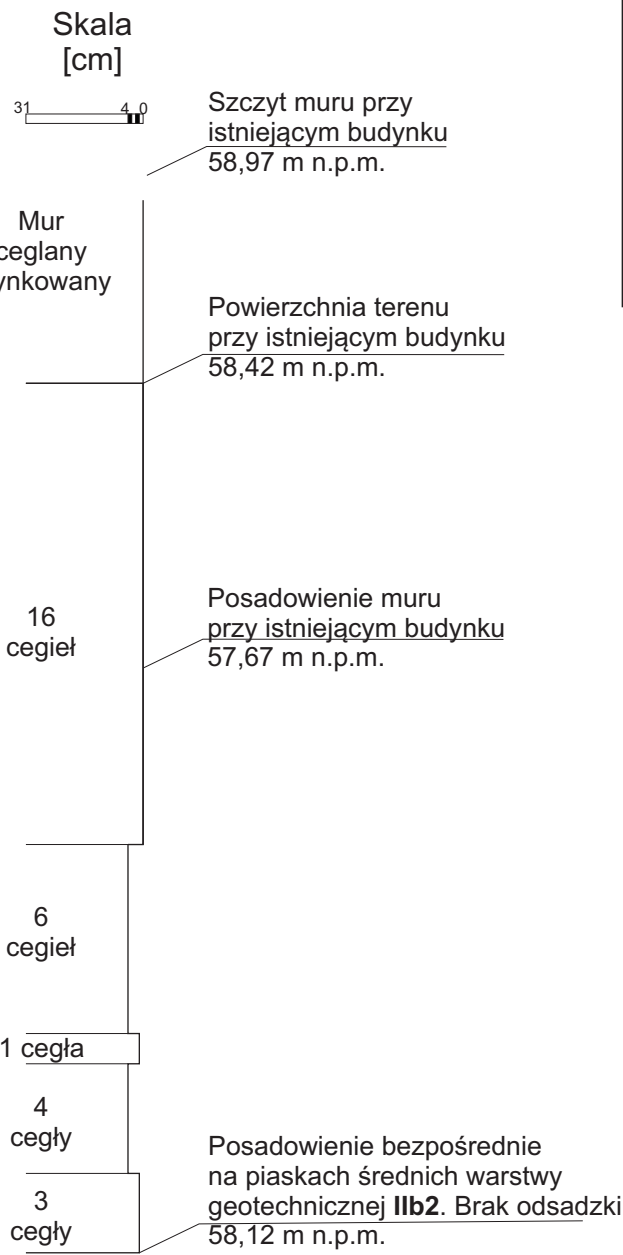 Skala
[cm]
31 4 0
Szczyt muru przy
istniejącym budynku
58,97 m n.p.m.
Mur
ceglany
ynkowany
Powierzchnia terenu
przy istniejącym budynku
58,42 m n.p.m.
16
cegieł
Posadowienie muru
przy istniejącym budynku
57,67 m n.p.m.
6
cegieł
1 cegła
4
cegły
3
cegły
Posadowienie bezpośrednie
na piaskach średnich warstwy
geotechnicznej IIb2. Brak odsadzki
58,12 m n.p.m.